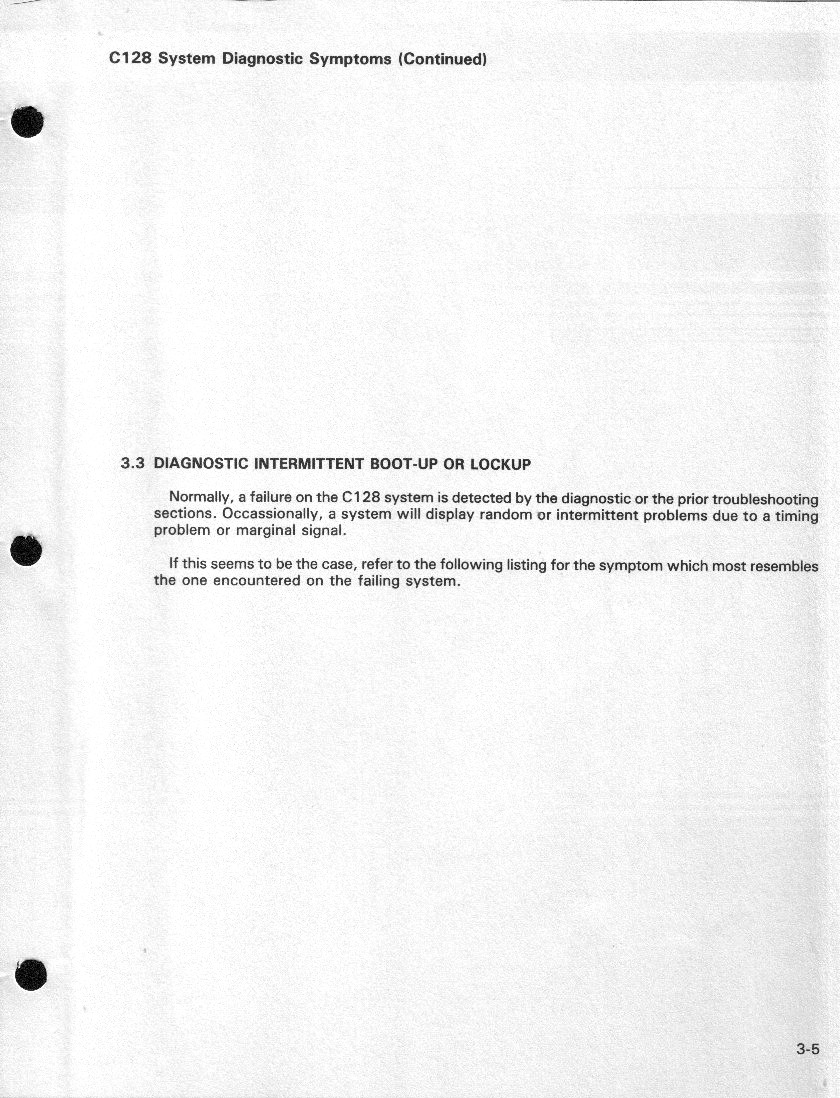 C128 System Diagnostic Symptoms (Continued)
3.3 DIAGNOSTIC INTERMITTENT BOOT-UP OR LOCKUP
Normally, a failure on the C128 system is detected by the diagnostic or the prior troubleshooting
sections. Occassionally, a system will display random or intermittent problems due to a timing
problem or marginal signal.
If this seems to be the case, refer to the following listing for the symptom which most resembles
the one encountered on the failing system.
3-5